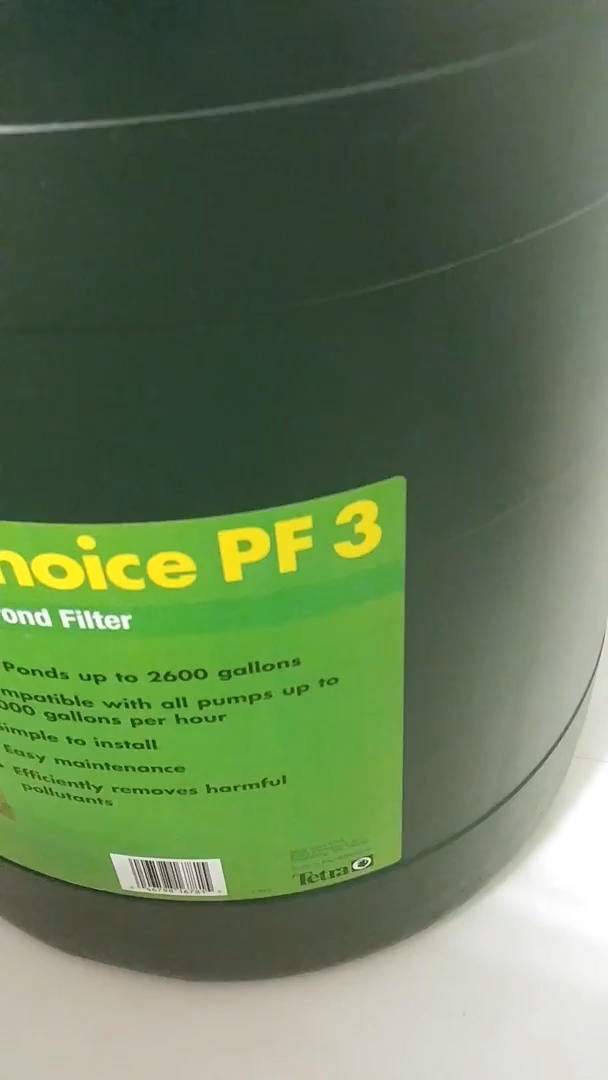 hoice PF 3
ond Filter
Ponds up to 2600 gallons
mpatible with all pumps up to
000 gallons per hour
simple to install
Easy maintenance
Efficiently removes harmful
pollutants
Tetra